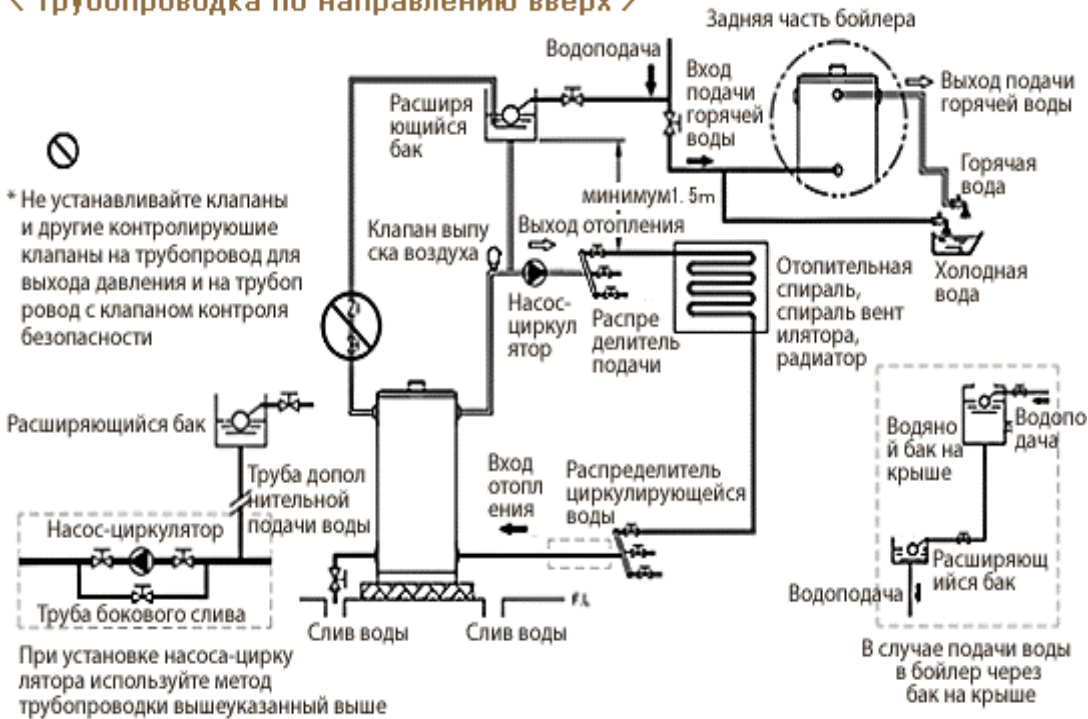 < Трубопроводка по направлению вверх >
Задняя часть бойлера
Водоподача
Вход
подачи
горячей
воды
Выход подачи
горячей воды
Расширя
ющийся
бак
Горячая
вода
минимум1. 5m
* Не устанавливайте клапаны
и другие контролируюшие
клапаны на трубопровод для
выхода давления и на трубоп
ровод с клапаном контроля
безопасности
Клапан выпу
ска воздуха
Выход отопления
Холодная
вода
Насос-
циркул
ятор
Распре
делитель
подачи
Отопительная
спираль,
спираль вент
илятора,
радиатор
Расширяющийся бак
Труба допол
нительной
подачи воды
Вход
отопл
ения
Распределитель
циркулирующейся
воды
Водяно
й бак на
крыше
Водопо
дача
Насос-циркулятор
Труба бокового слива
Расширяющ
ийся бак
Водоподача
F.L
Слив воды
Слив воды
При установке насоса-цирку
лятора используйте метод
трубопроводки вышеуказанный выше
В случае подачи воды
в бойлер через
бак на крыше